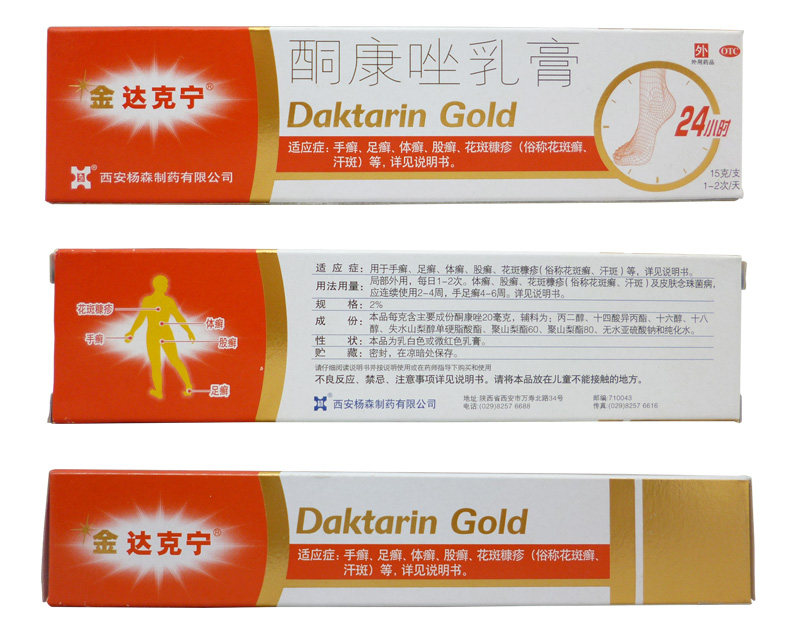 金达克宁®
酮康唑乳膏
外
外用药品
OTC
Daktarin Gold
24小时
适应症：手癣、足癣、体癣、股癣、花斑糠疹（俗称花斑癣、
汗斑）等，详见说明书。
15克/支
1-2次/天
西安杨森制药有限公司
花斑糠疹
体癣
手癣
股癣
足癣
适应症：用于手癣、足癣、体癣、股癣、花斑糠疹（俗称花斑癣、汗斑）等，详见说明书。
用法用量：局部外用，每日1-2次。体癣、股癣、花斑糠疹（俗称花斑癣、汗斑）及皮肤念珠菌病，
应连续使用2-4周，手足癣4-6周。详见说明书。
规格：2%
成份：本品每克含主要成份酮康唑20毫克，辅料为：丙二醇、十四酸异丙酯、十六醇、十八
醇、失水山梨醇单硬脂酸酯、聚山梨酯60、聚山梨酯80、无水亚硫酸钠和纯化水。
性状：本品为乳白色或微红色乳膏。
贮藏：密封，在凉暗处保存。
请仔细阅读说明书并按说明使用或在药师指导下购买和使用
不良反应、禁忌、注意事项详见说明书。请将本品放在儿童不能接触的地方。
西安杨森制药有限公司
地址:陕西省西安市万寿北路34号
邮编:710043
电话:(029)8257 6688
传真:(029)8257 6616
金达克宁®
Daktarin Gold
适应症：手癣、足癣、体癣、股癣、花斑糠疹（俗称花斑癣、
汗斑）等，详见说明书。